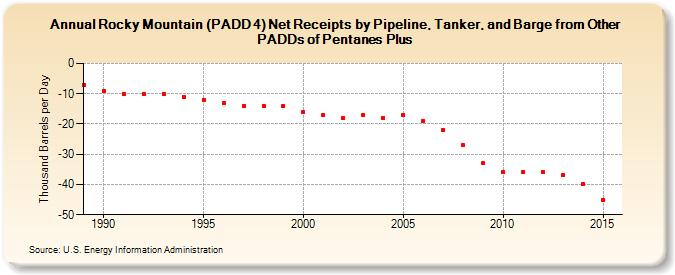 Annual Rocky Mountain (PADD 4) Net Receipts by Pipeline, Tanker, and Barge from Other
PADDs of Pentanes Plus
Thousand Barrels per Day
0
-10
-20
-30
-40
-50
1990 1995 2000 2005 2010 2015
Source: U.S. Energy Information Administration